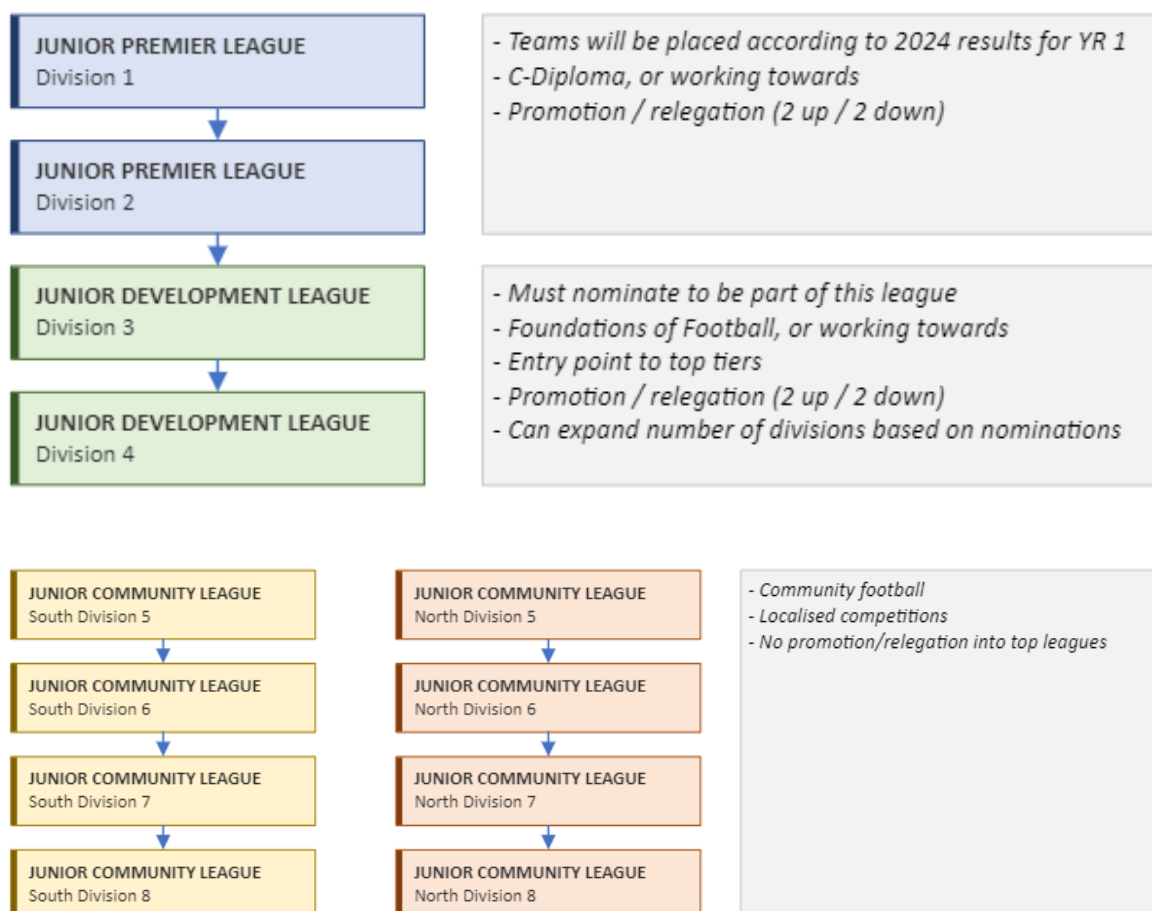 JUNIOR PREMIER LEAGUE
Division 1
- Teams will be placed according to 2024 results for YR 1
- C-Diploma, or working towards
- Promotion / relegation (2 up / 2 down)
JUNIOR PREMIER LEAGUE
Division 2
JUNIOR DEVELOPMENT LEAGUE
Division 3
- Must nominate to be part of this league
- Foundations of Football, or working towards
- Entry point to top tiers
- Promotion / relegation (2 up / 2 down)
- Can expand number of divisions based on nominations
JUNIOR DEVELOPMENT LEAGUE
Division 4
JUNIOR COMMUNITY LEAGUE
South Division 5
JUNIOR COMMUNITY LEAGUE
North Division 5
- Community football
- Localised competitions
- No promotion/relegation into top leagues
JUNIOR COMMUNITY LEAGUE
South Division 6
JUNIOR COMMUNITY LEAGUE
North Division 6
JUNIOR COMMUNITY LEAGUE
South Division 7
JUNIOR COMMUNITY LEAGUE
North Division 7
JUNIOR COMMUNITY LEAGUE
South Division 8
JUNIOR COMMUNITY LEAGUE
North Division 8